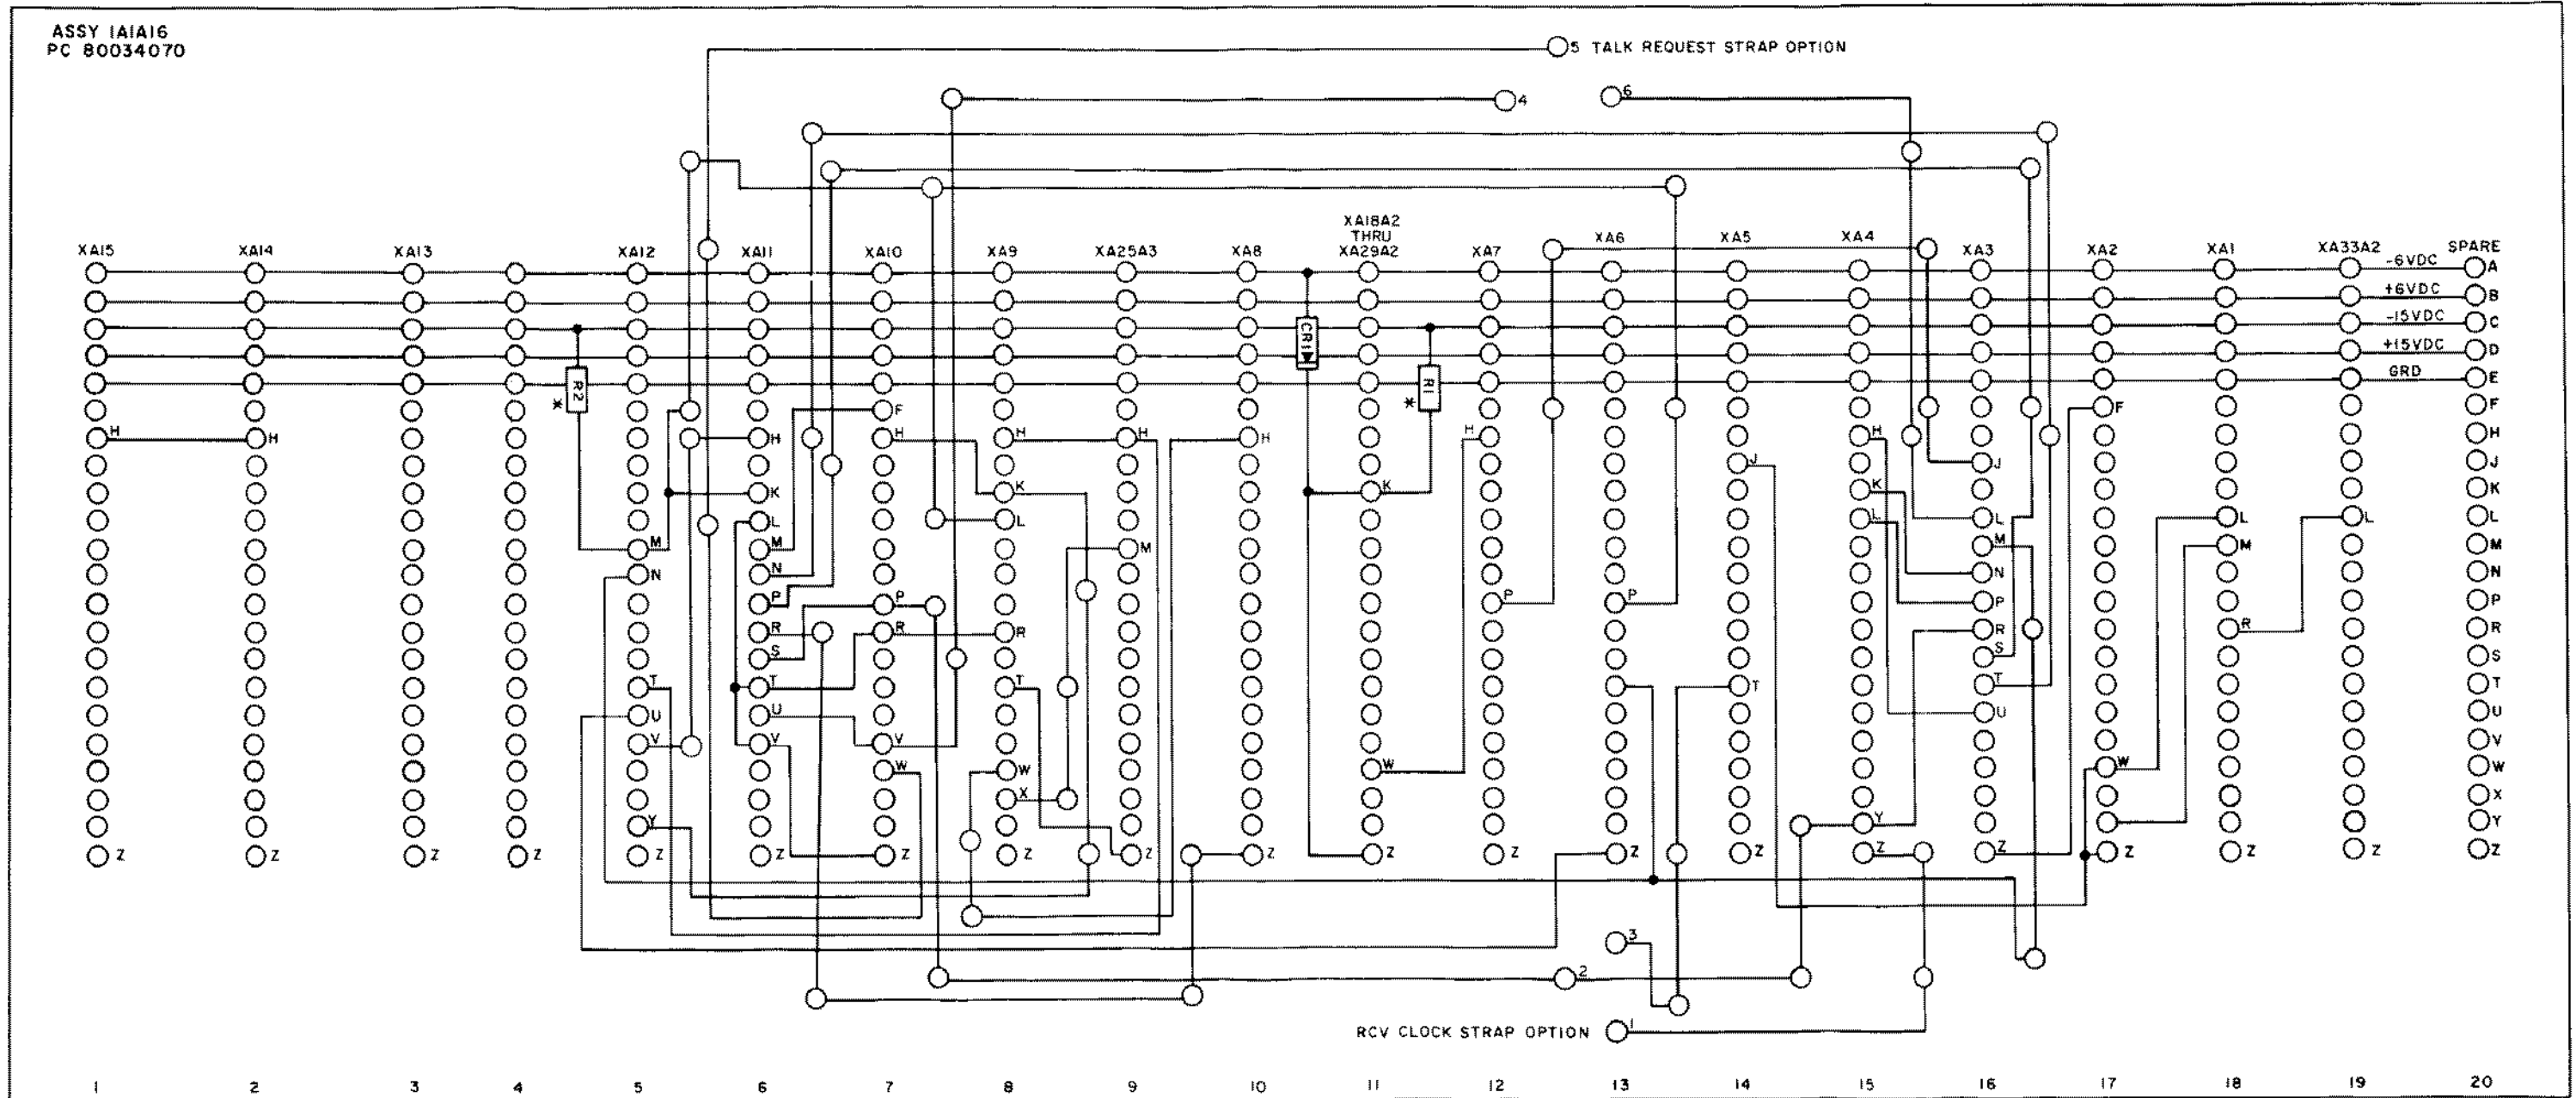 ASSY 1A1A16
PC 80034070
5 TALK REQUEST STRAP OPTION
4 6
XA18A2
THRU
XA15 XA14 XA13 XA12 XA11 XA10 XA9 XA25A3 XA8 XA29A2 XA7 XA6 XA5 XA4 XA3 XA2 XA1 XA33A2 SPARE
-6VDC A
+6VDC B
CR1 -15VDC C
+15VDC D
R2 R1 GRD E
* * F F F
H H H H H H H H H H
J J J
K K K K K
L L L L L L L
M M M M M M
N N N N
P P P P P P
R R R R R R
S S S
T T T T T T
U U U U
V V V V
W W W W W
X X
Y Y Y
Z Z Z Z Z Z Z Z Z Z Z Z Z Z Z Z Z Z Z Z
3
2
RCV CLOCK STRAP OPTION 1
1 2 3 4 5 6 7 8 9 10 11 12 13 14 15 16 17 18 19 20